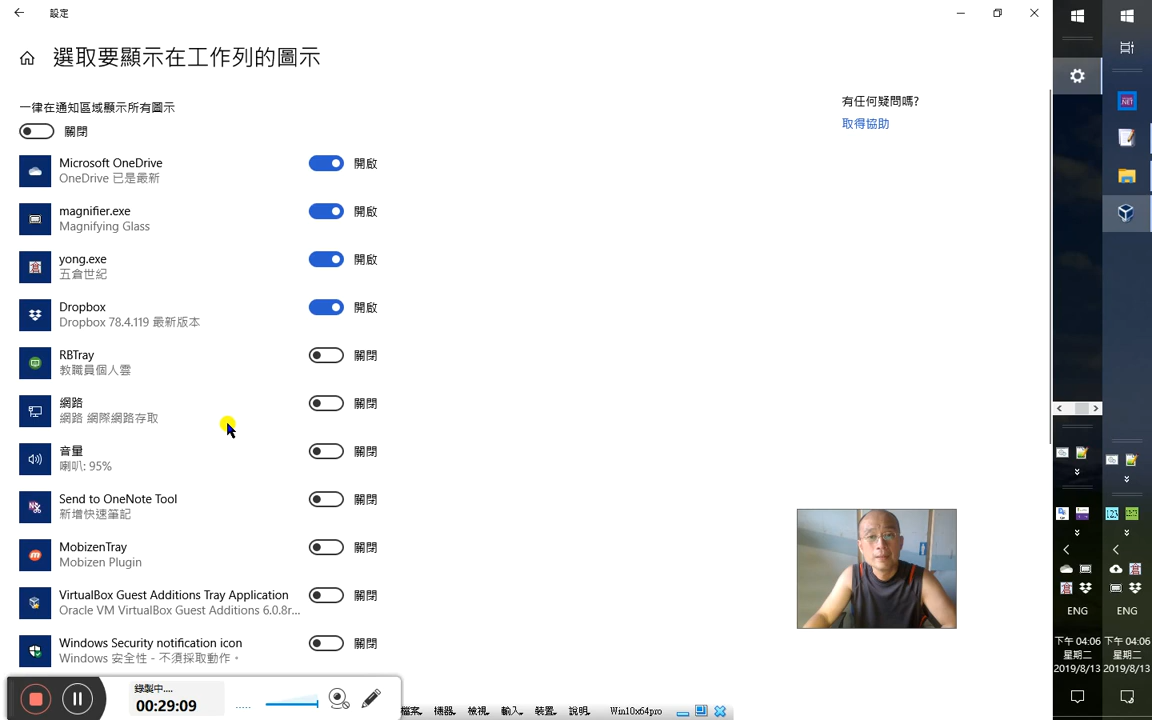 設定
選取要顯示在工作列的圖示
一律在通知區域顯示所有圖示
關閉
有任何疑問嗎?
取得協助
Microsoft OneDrive
OneDrive 已是最新
開啟
magnifier.exe
Magnifying Glass
開啟
yong.exe
五倉世紀
開啟
Dropbox
Dropbox 78.4.119 最新版本
開啟
RBTray
教職員個人雲
關閉
網路
網路 網際網路存取
關閉
音量
喇叭: 95%
關閉
Send to OneNote Tool
新增快速筆記
關閉
MobizenTray
Mobizen Plugin
關閉
VirtualBox Guest Additions Tray Application
Oracle VM VirtualBox Guest Additions 6.0.8r...
關閉
Windows Security notification icon
Windows 安全性 - 不須採取動作。
關閉
錄製中....
00:29:09
檔案 機器 檢視 輸入 裝置 說明 Win10x64pro
ENG
下午 04:06
星期二
2019/8/13
ENG
下午 04:06
星期二
2019/8/13